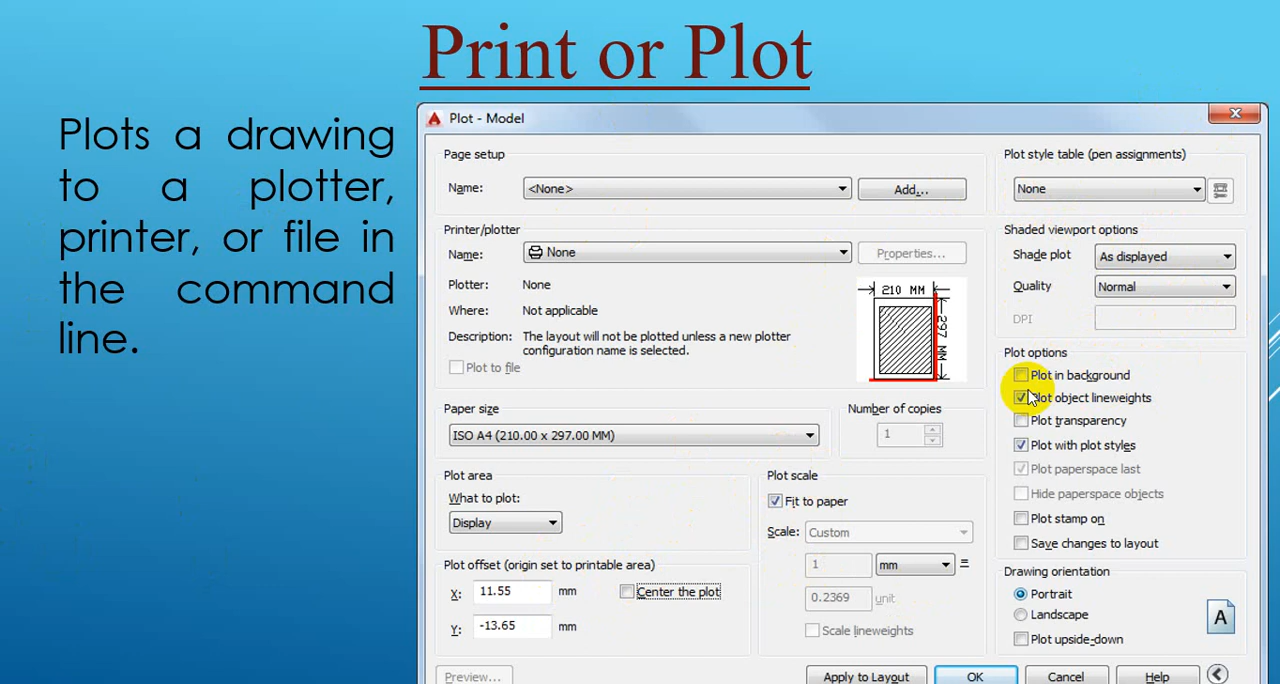 Print or Plot
Plots a drawing
to a plotter,
printer, or file in
the command
line.
Plot - Model
Page setup
Name: <None> Add...
Printer/plotter
Name: None Properties...
Plotter: None
Where: Not applicable
Description: The layout will not be plotted unless a new plotter
configuration name is selected.
Plot to file
210 MM
297 MM
Paper size
ISO A4 (210.00 x 297.00 MM)
Number of copies
1
Plot area
What to plot:
Display
Plot offset (origin set to printable area)
X: 11.55 mm
Center the plot
Y: -13.65 mm
Plot scale
Fit to paper
Scale: Custom
1 mm =
0.2369 unit
Scale lineweights
Plot style table (pen assignments)
None
Shaded viewport options
Shade plot As displayed
Quality Normal
DPI
Plot options
Plot in background
Plot object lineweights
Plot transparency
Plot with plot styles
Plot paperspace last
Hide paperspace objects
Plot stamp on
Save changes to layout
Drawing orientation
Portrait
Landscape
Plot upside-down
A
Preview... Apply to Layout OK Cancel Help